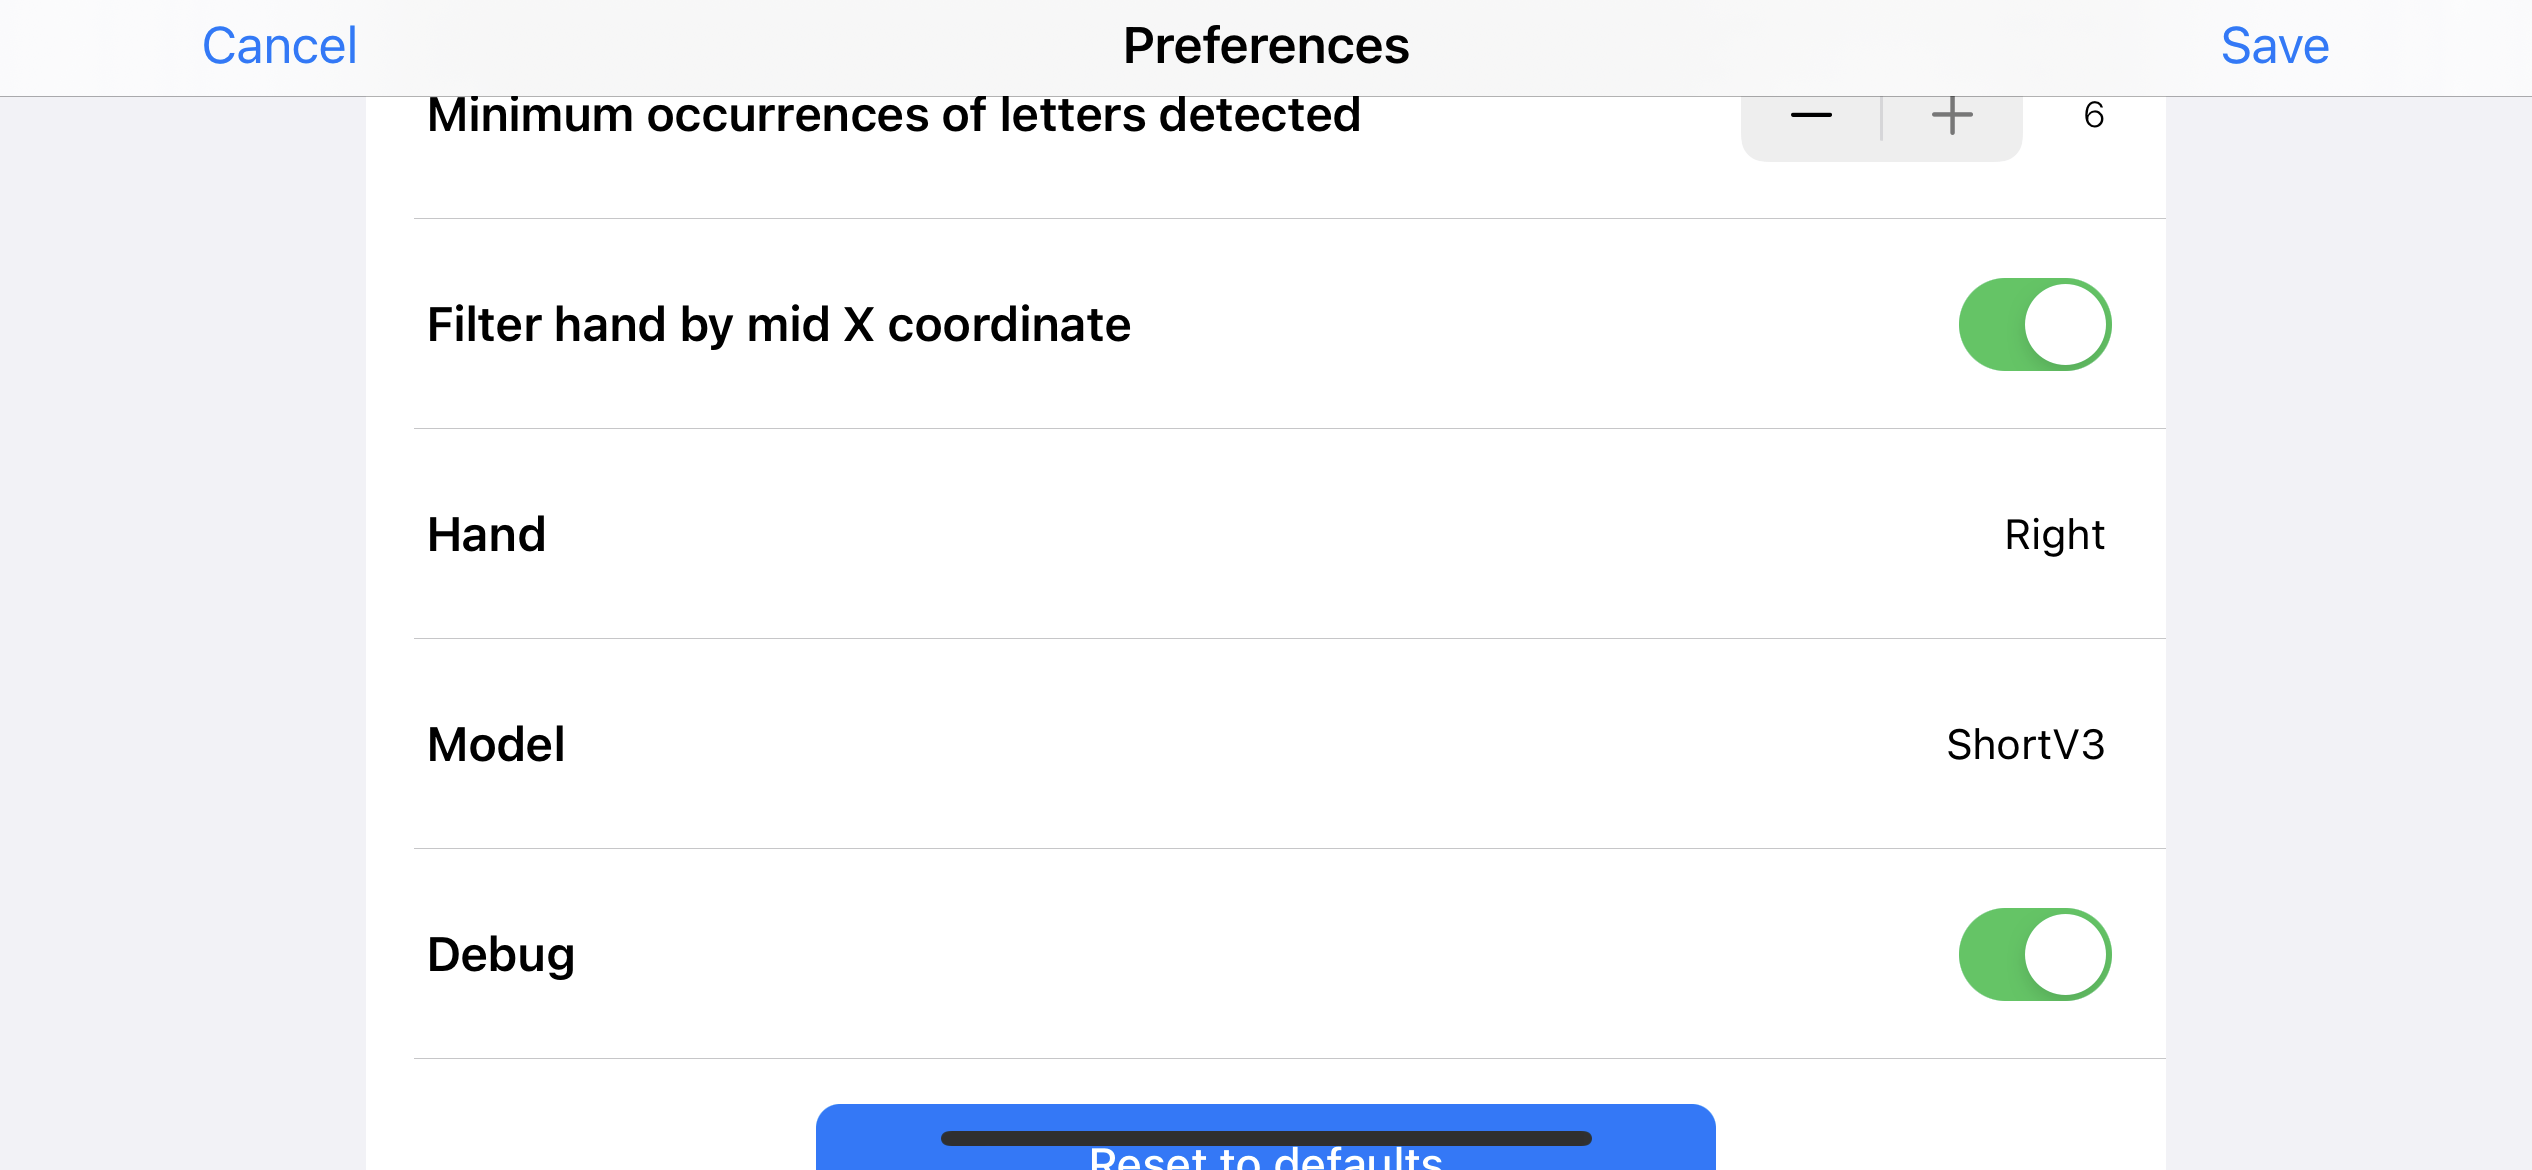 Cancel Preferences Save
Minimum occurrences of letters detected 6
Filter hand by mid X coordinate
Hand Right
Model ShortV3
Debug
Reset to defaults